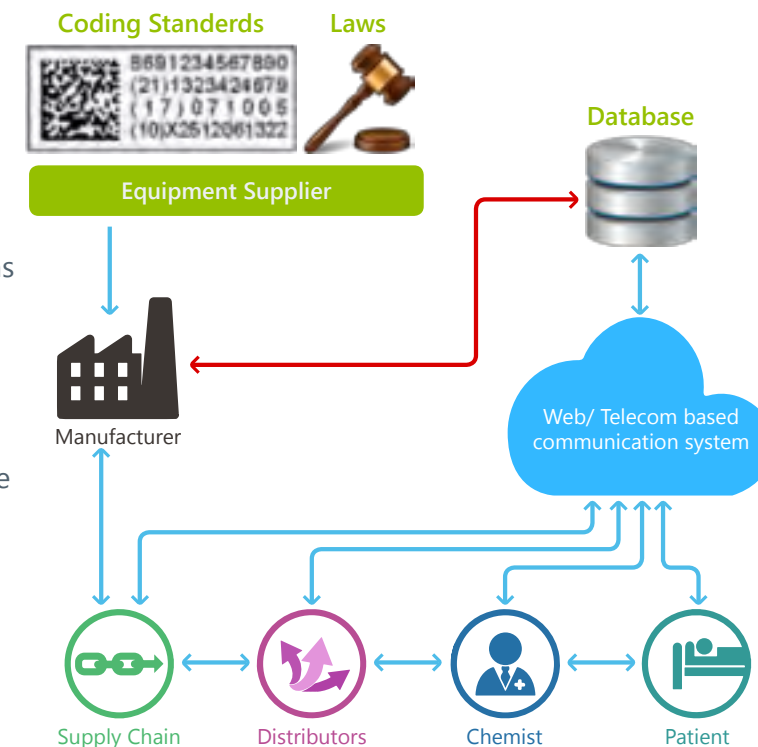 Coding Standerds
Laws
8691234567890
(21)1323424679
(17)071005
(10)X2512061322
Database
Equipment Supplier
s
Manufacturer
Web/ Telecom based
communication system
e
Supply Chain
Distributors
Chemist
Patient